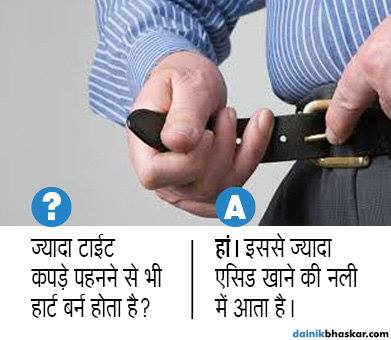 ?
A
ज्यादा टाईट
कपड़े पहनने से भी
हार्ट बर्न होता है?
हां। इससे ज्यादा
एसिड खाने की नली
में आता है।
dainikbhaskar.com